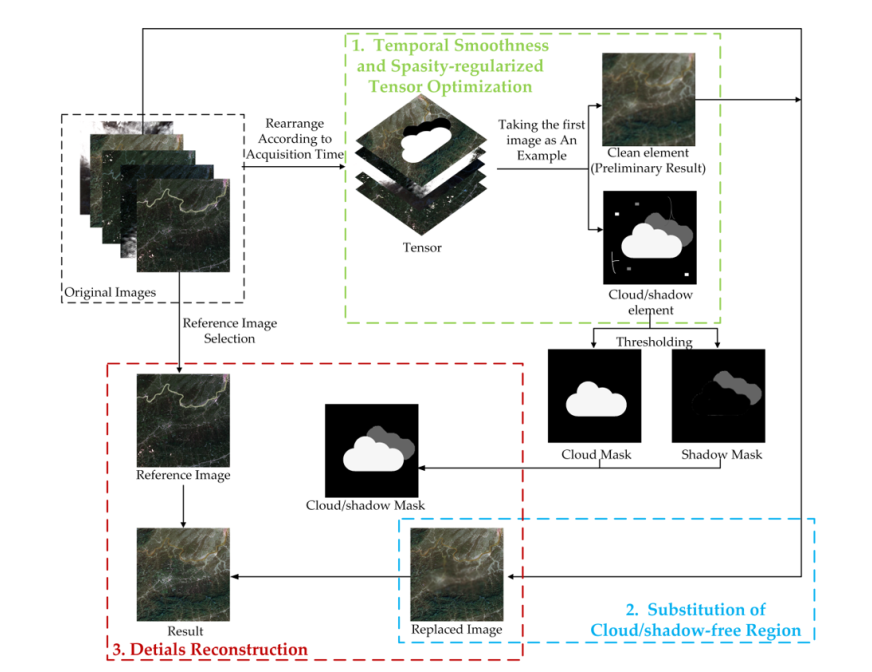 1. Temporal Smoothness
and Spasity-regularized
Tensor Optimization
Rearrange
According to
Acquisition Time
Taking the first
image as An
Example
Clean element
(Preliminary Result)
Tensor
Original Images
Cloud/shadow
element
Reference Image
Selection
Thresholding
Cloud Mask
Shadow Mask
Reference Image
Cloud/shadow Mask
2. Substitution of
Cloud/shadow-free Region
Result
Replaced Image
3. Detials Reconstruction